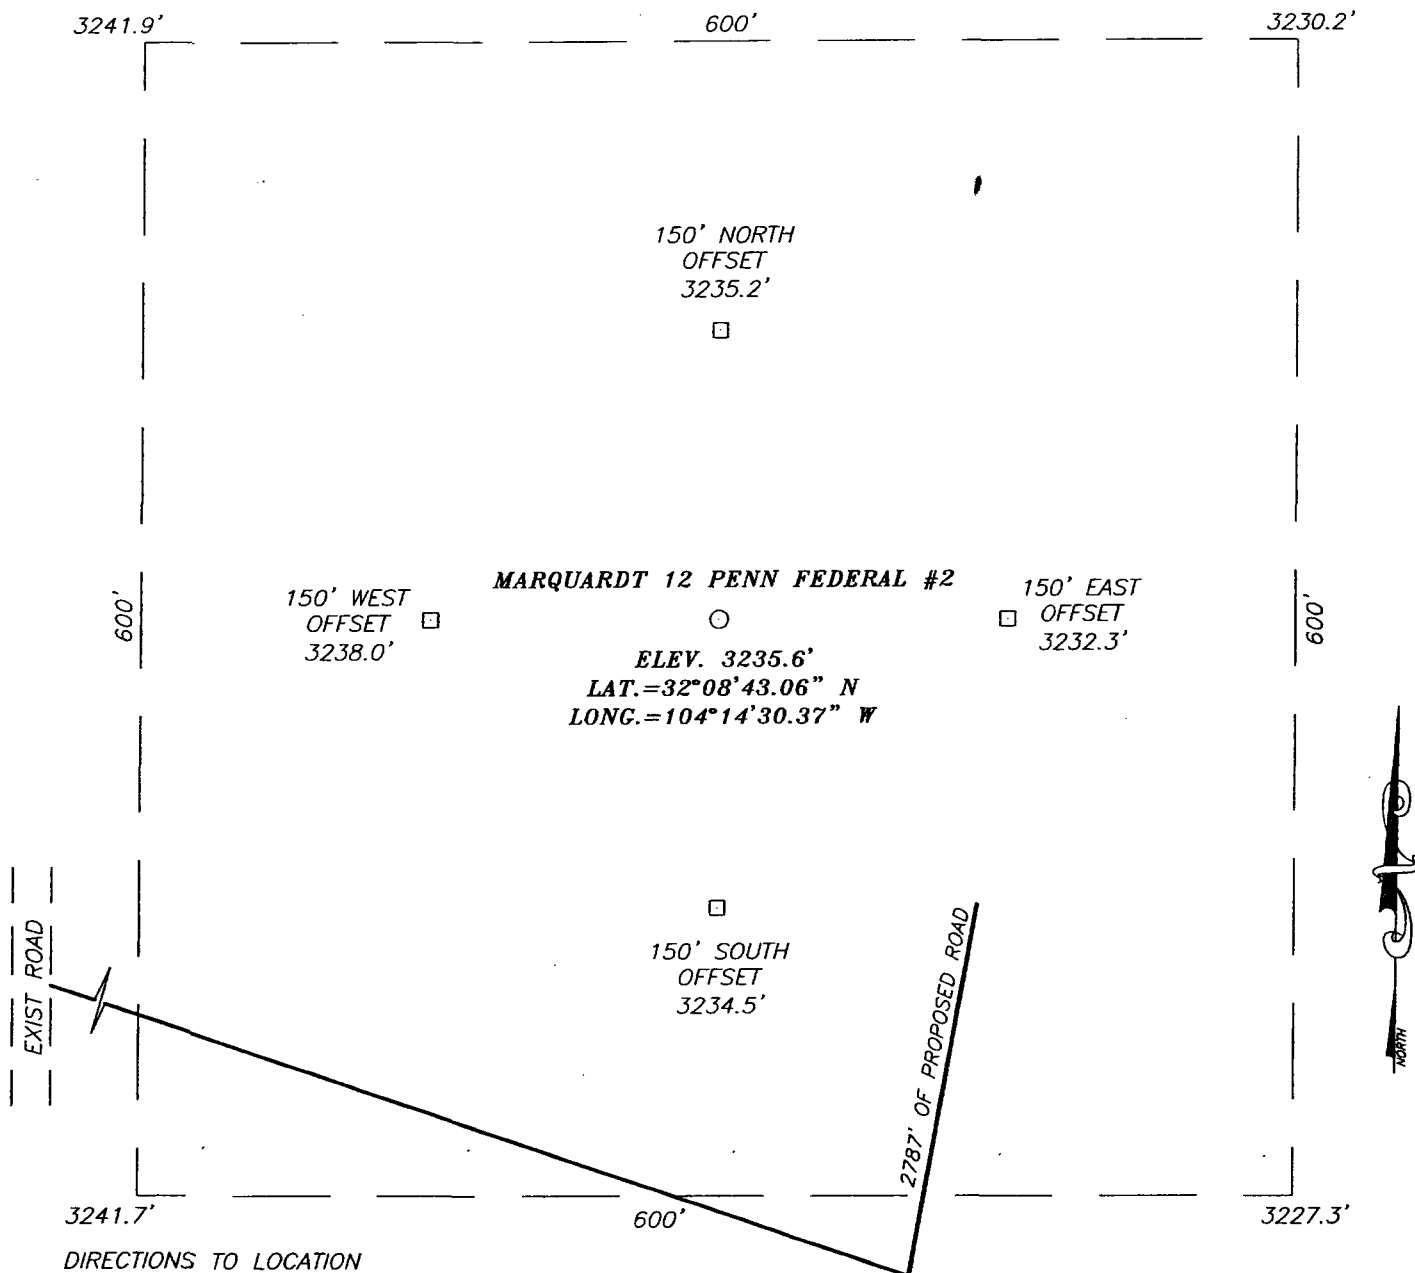 3241.9'
600'
3230.2'
150' NORTH
OFFSET
3235.2'
MARQUARDT 12 PENN FEDERAL #2
600'
150' WEST
OFFSET
3238.0'
150' EAST
OFFSET
3232.3'
600'
ELEV. 3235.6'
LAT.=32°08'43.06" N
LONG.=104°14'30.37" W
EXIST ROAD
150' SOUTH
OFFSET
3234.5'
2787' OF PROPOSED ROAD
NORTH
3241.7'
600'
3227.3'
DIRECTIONS TO LOCATION